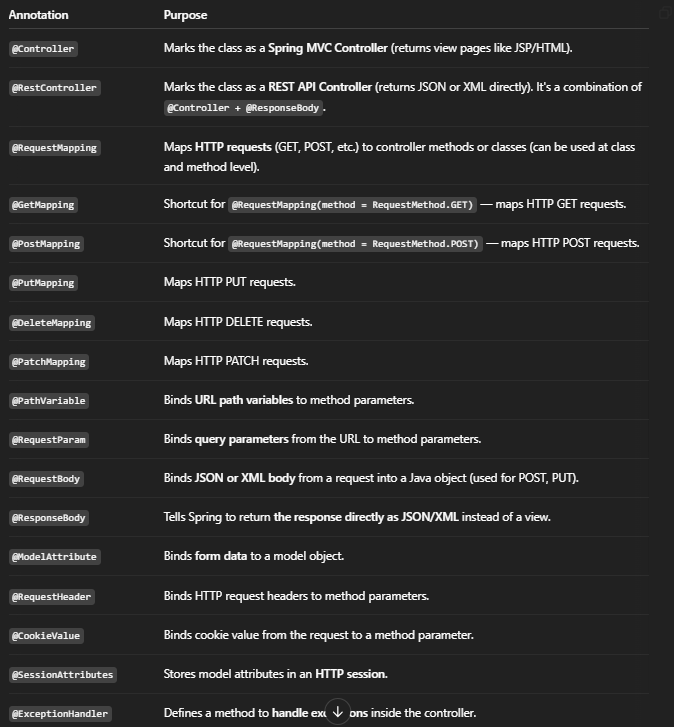 Annotation Purpose
@Controller Marks the class as a Spring MVC Controller (returns view pages like JSP/HTML).
@RestController Marks the class as a REST API Controller (returns JSON or XML directly). It's a combination of
@Controller + @ResponseBody.
@RequestMapping Maps HTTP requests (GET, POST, etc.) to controller methods or classes (can be used at class
and method level).
@GetMapping Shortcut for @RequestMapping(method = RequestMethod.GET) — maps HTTP GET requests.
@PostMapping Shortcut for @RequestMapping(method = RequestMethod.POST) — maps HTTP POST requests.
@PutMapping Maps HTTP PUT requests.
@DeleteMapping Maps HTTP DELETE requests.
@PatchMapping Maps HTTP PATCH requests.
@PathVariable Binds URL path variables to method parameters.
@RequestParam Binds query parameters from the URL to method parameters.
@RequestBody Binds JSON or XML body from a request into a Java object (used for POST, PUT).
@ResponseBody Tells Spring to return the response directly as JSON/XML instead of a view.
@ModelAttribute Binds form data to a model object.
@RequestHeader Binds HTTP request headers to method parameters.
@CookieValue Binds cookie value from the request to a method parameter.
@SessionAttributes Stores model attributes in an HTTP session.
@ExceptionHandler Defines a method to handle inside the controller.